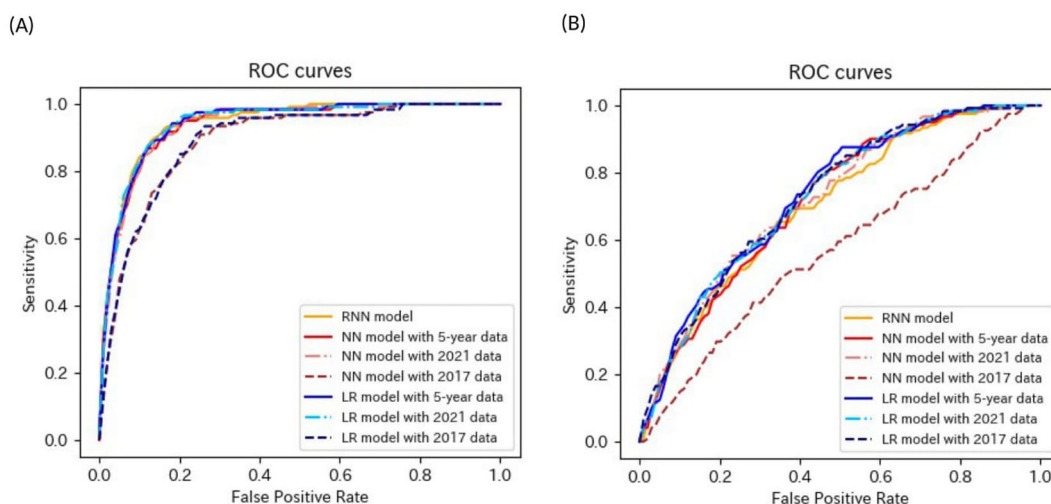 (A)
ROC curves
1.0
0.8
0.6
0.4
0.2
0.0
Sensitivity
RNN model
NN model with 5-year data
NN model with 2021 data
NN model with 2017 data
LR model with 5-year data
LR model with 2021 data
LR model with 2017 data
0.0 0.2 0.4 0.6 0.8 1.0
False Positive Rate
(B)
ROC curves
1.0
0.8
0.6
0.4
0.2
0.0
Sensitivity
RNN model
NN model with 5-year data
NN model with 2021 data
NN model with 2017 data
LR model with 5-year data
LR model with 2021 data
LR model with 2017 data
0.0 0.2 0.4 0.6 0.8 1.0
False Positive Rate